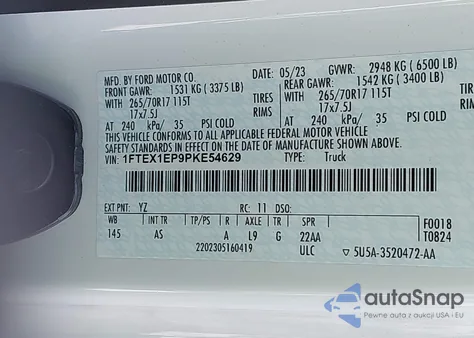 MFD. BY FORD MOTOR CO.
DATE: 05/23 GVWR: 2948 KG ( 6500 LB)
FRONT GAWR: 1531 KG ( 3375 LB) REAR GAWR: 1542 KG ( 3400 LB)
WITH 265/70R17 115T TIRES WITH 265/70R17 115T TIRES
17x7.5J RIMS 17x7.5J RIMS
AT 240 kPa/ 35 PSI COLD AT 240 kPa/ 35 PSI COLD
THIS VEHICLE CONFORMS TO ALL APPLICABLE FEDERAL MOTOR VEHICLE
SAFETY STANDARDS IN EFFECT ON THE DATE OF MANUFACTURE SHOWN ABOVE.
VIN: 1FTEX1EP9PKE54629 TYPE: Truck
EXT PNT: YZ RC: 11 DSO: F0018
WB INT TR TP/PS R AXLE TR SPR T0824
145 AS A L9 G 22AA
2202305160419 ULC 5U5A-3520472-AA
autoSnap
Pewne auta z USA i EU